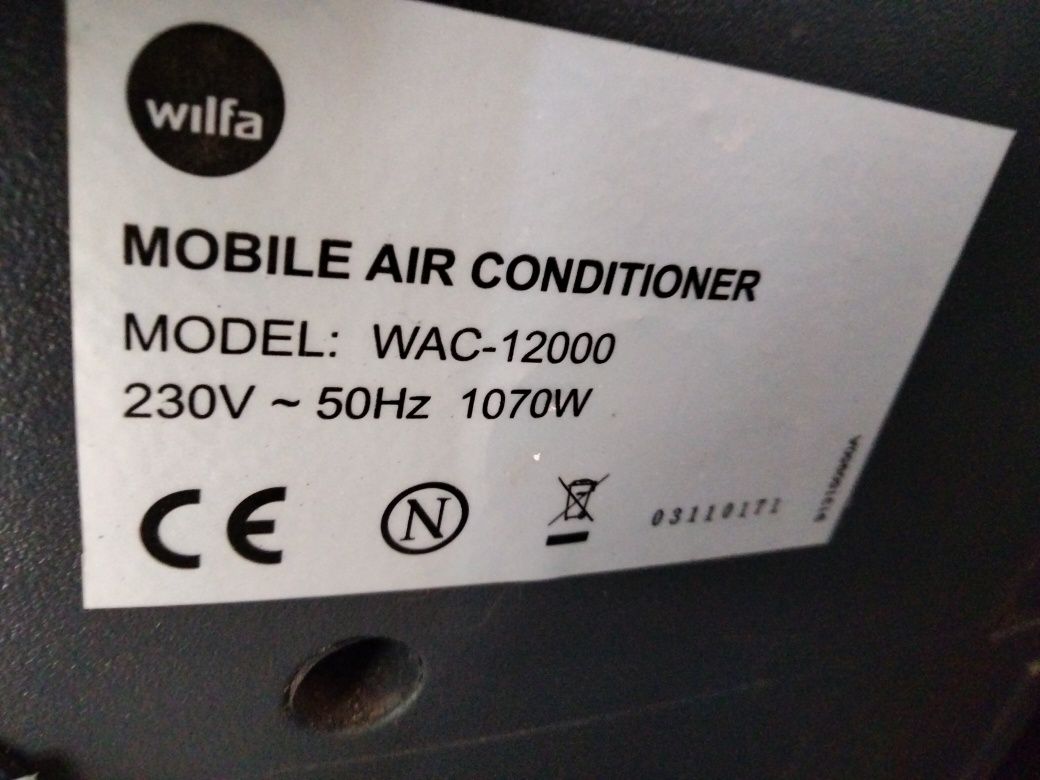 wilfa
MOBILE AIR CONDITIONER
MODEL: WAC-12000
230V ~ 50Hz 1070W
CE
N
03110171